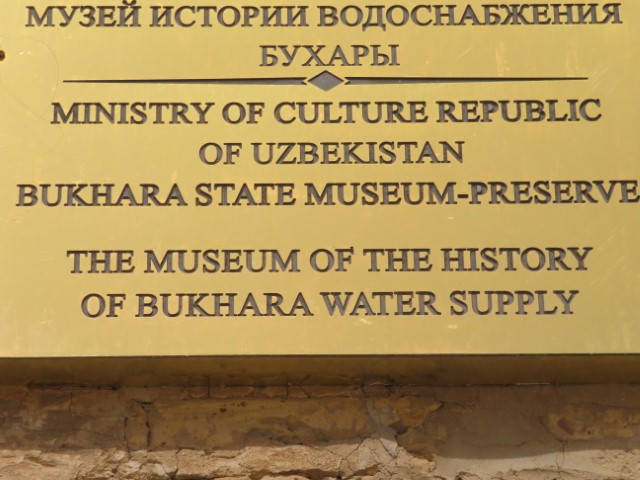 МУЗЕЙ ИСТОРИИ ВОДОСНАБЖЕНИЯ
БУХАРЫ
MINISTRY OF CULTURE REPUBLIC
OF UZBEKISTAN
BUKHARA STATE MUSEUM-PRESERVE
THE MUSEUM OF THE HISTORY
OF BUKHARA WATER SUPPLY